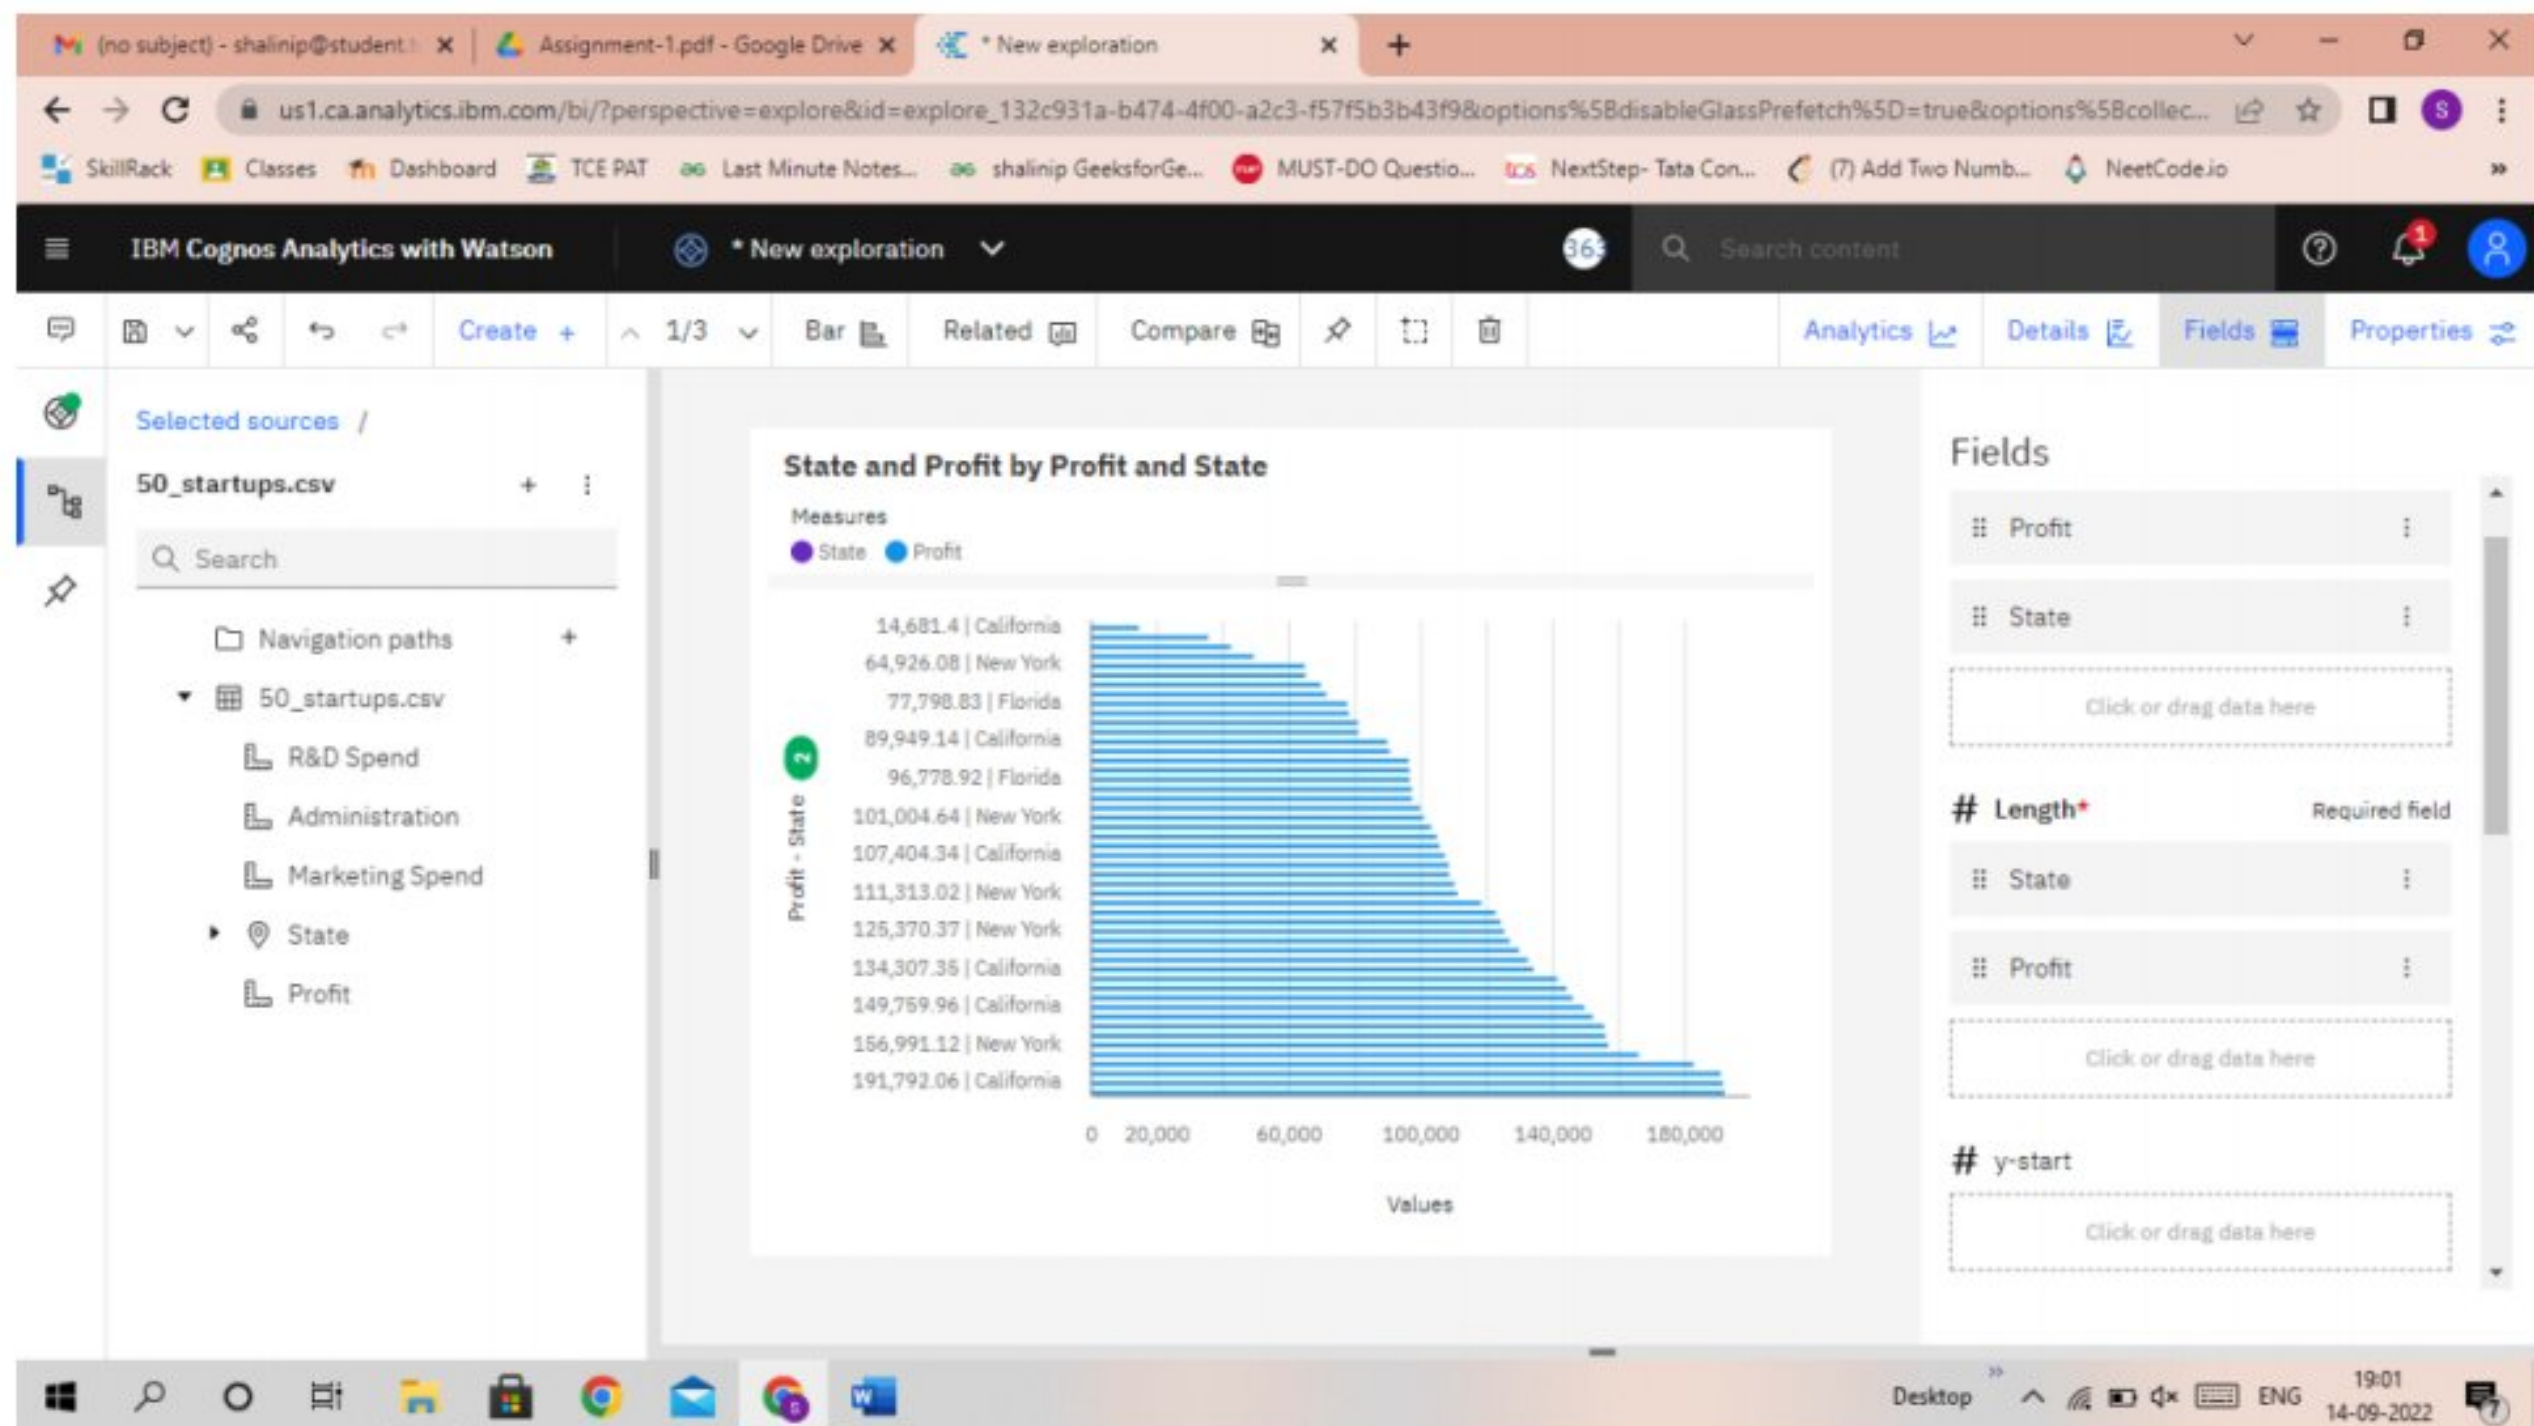 (no subject) - shalinip@student.t
Assignment-1.pdf - Google Drive
* New exploration
us1.ca.analytics.ibm.com/bi/?perspective=explore&id=explore_132c931a-b474-4f00-a2c3-f57f5b3b43f9&options%5BdisableGlassPrefetch%5D=true&options%5Bcollec...
S
SkillRack Classes Dashboard TCE PAT Last Minute Notes... shalinip GeeksforGe... MUST-DO Questio... NextStep- Tata Con... (7) Add Two Numb... NeetCode.io »
IBM Cognos Analytics with Watson
* New exploration
363
Search content
1
Create +
1/3
Bar
Related
Compare
Analytics
Details
Fields
Properties
Selected sources /
50_startups.csv
Search
Navigation paths
50_startups.csv
R&D Spend
Administration
Marketing Spend
State
Profit
State and Profit by Profit and State
Measures
State Profit
14,681.4 | California
64,926.08 | New York
77,798.83 | Florida
89,949.14 | California
96,778.92 | Florida
101,004.64 | New York
107,404.34 | California
111,313.02 | New York
125,370.37 | New York
134,307.35 | California
149,759.96 | California
156,991.12 | New York
191,792.06 | California
Profit - State 2
0 20,000 60,000 100,000 140,000 180,000
Values
Fields
Profit
State
Click or drag data here
# Length* Required field
State
Profit
Click or drag data here
# y-start
Click or drag data here
Desktop
ENG
19:01
14-09-2022
7